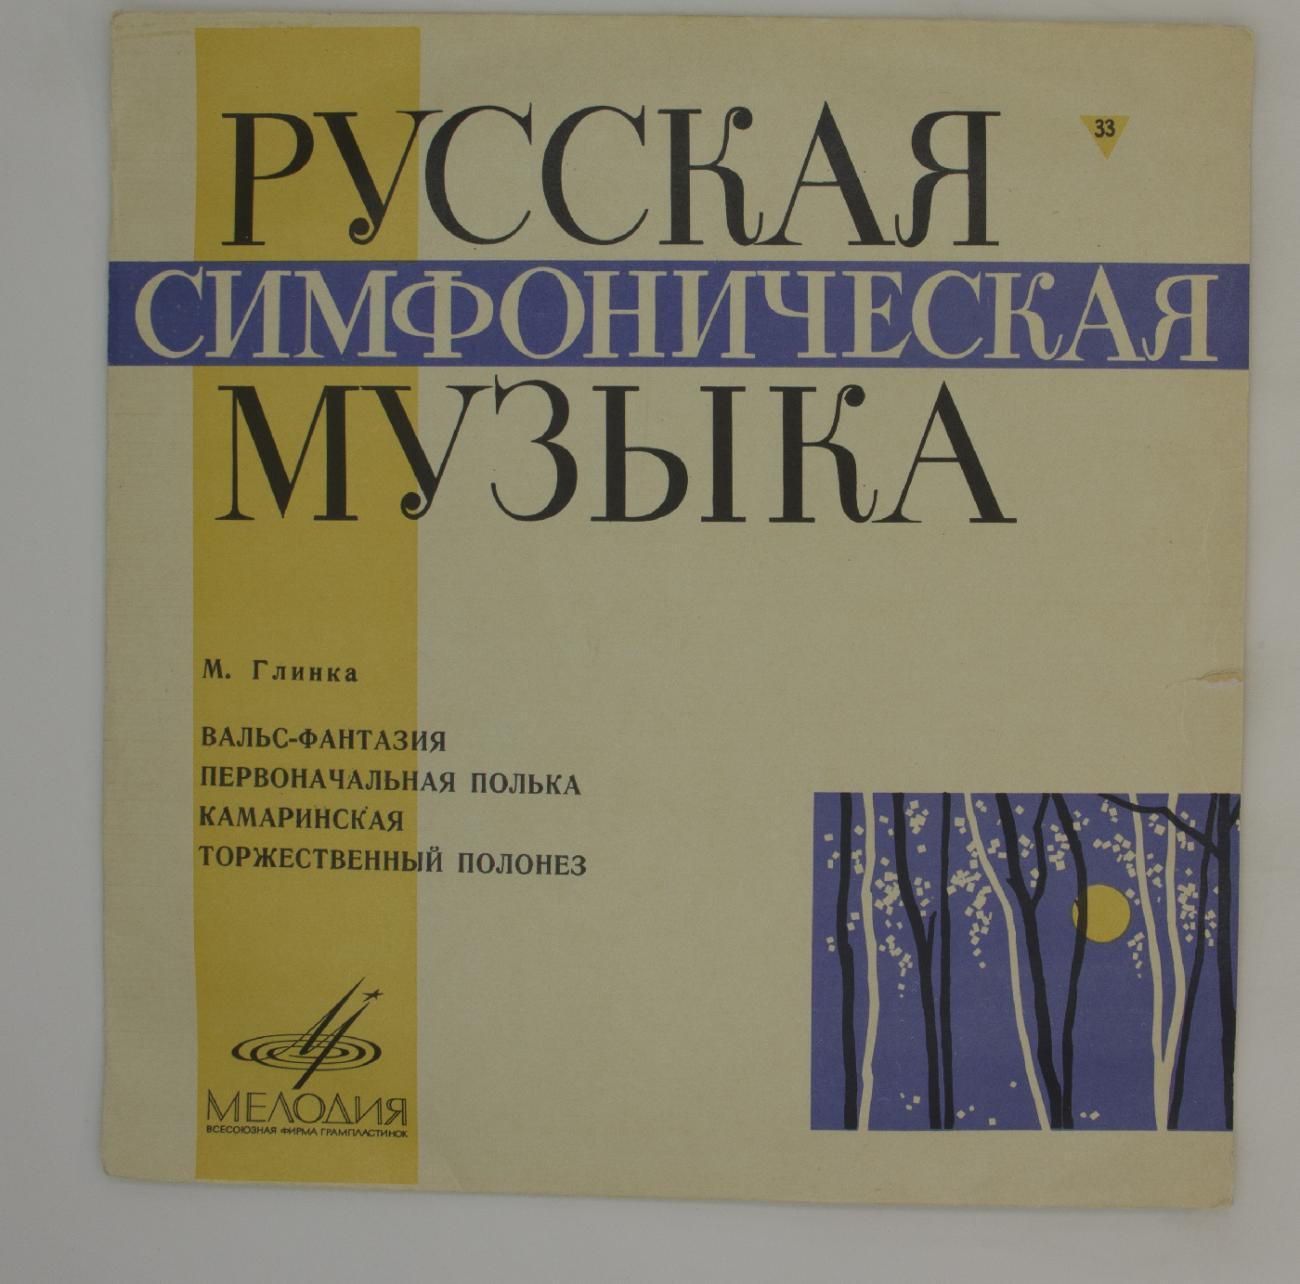 РУССКАЯ
33
СИМФОНИЧЕСКАЯ
МУЗЫКА
М. Глинка
ВАЛЬС-ФАНТАЗИЯ
ПЕРВОНАЧАЛЬНАЯ ПОЛЬКА
КАМАРИНСКАЯ
ТОРЖЕСТВЕННЫЙ ПОЛОНЕЗ
МЕЛОДИЯ
ВСЕСОЮЗНАЯ ФИРМА ГРАМПЛАСТИНОК